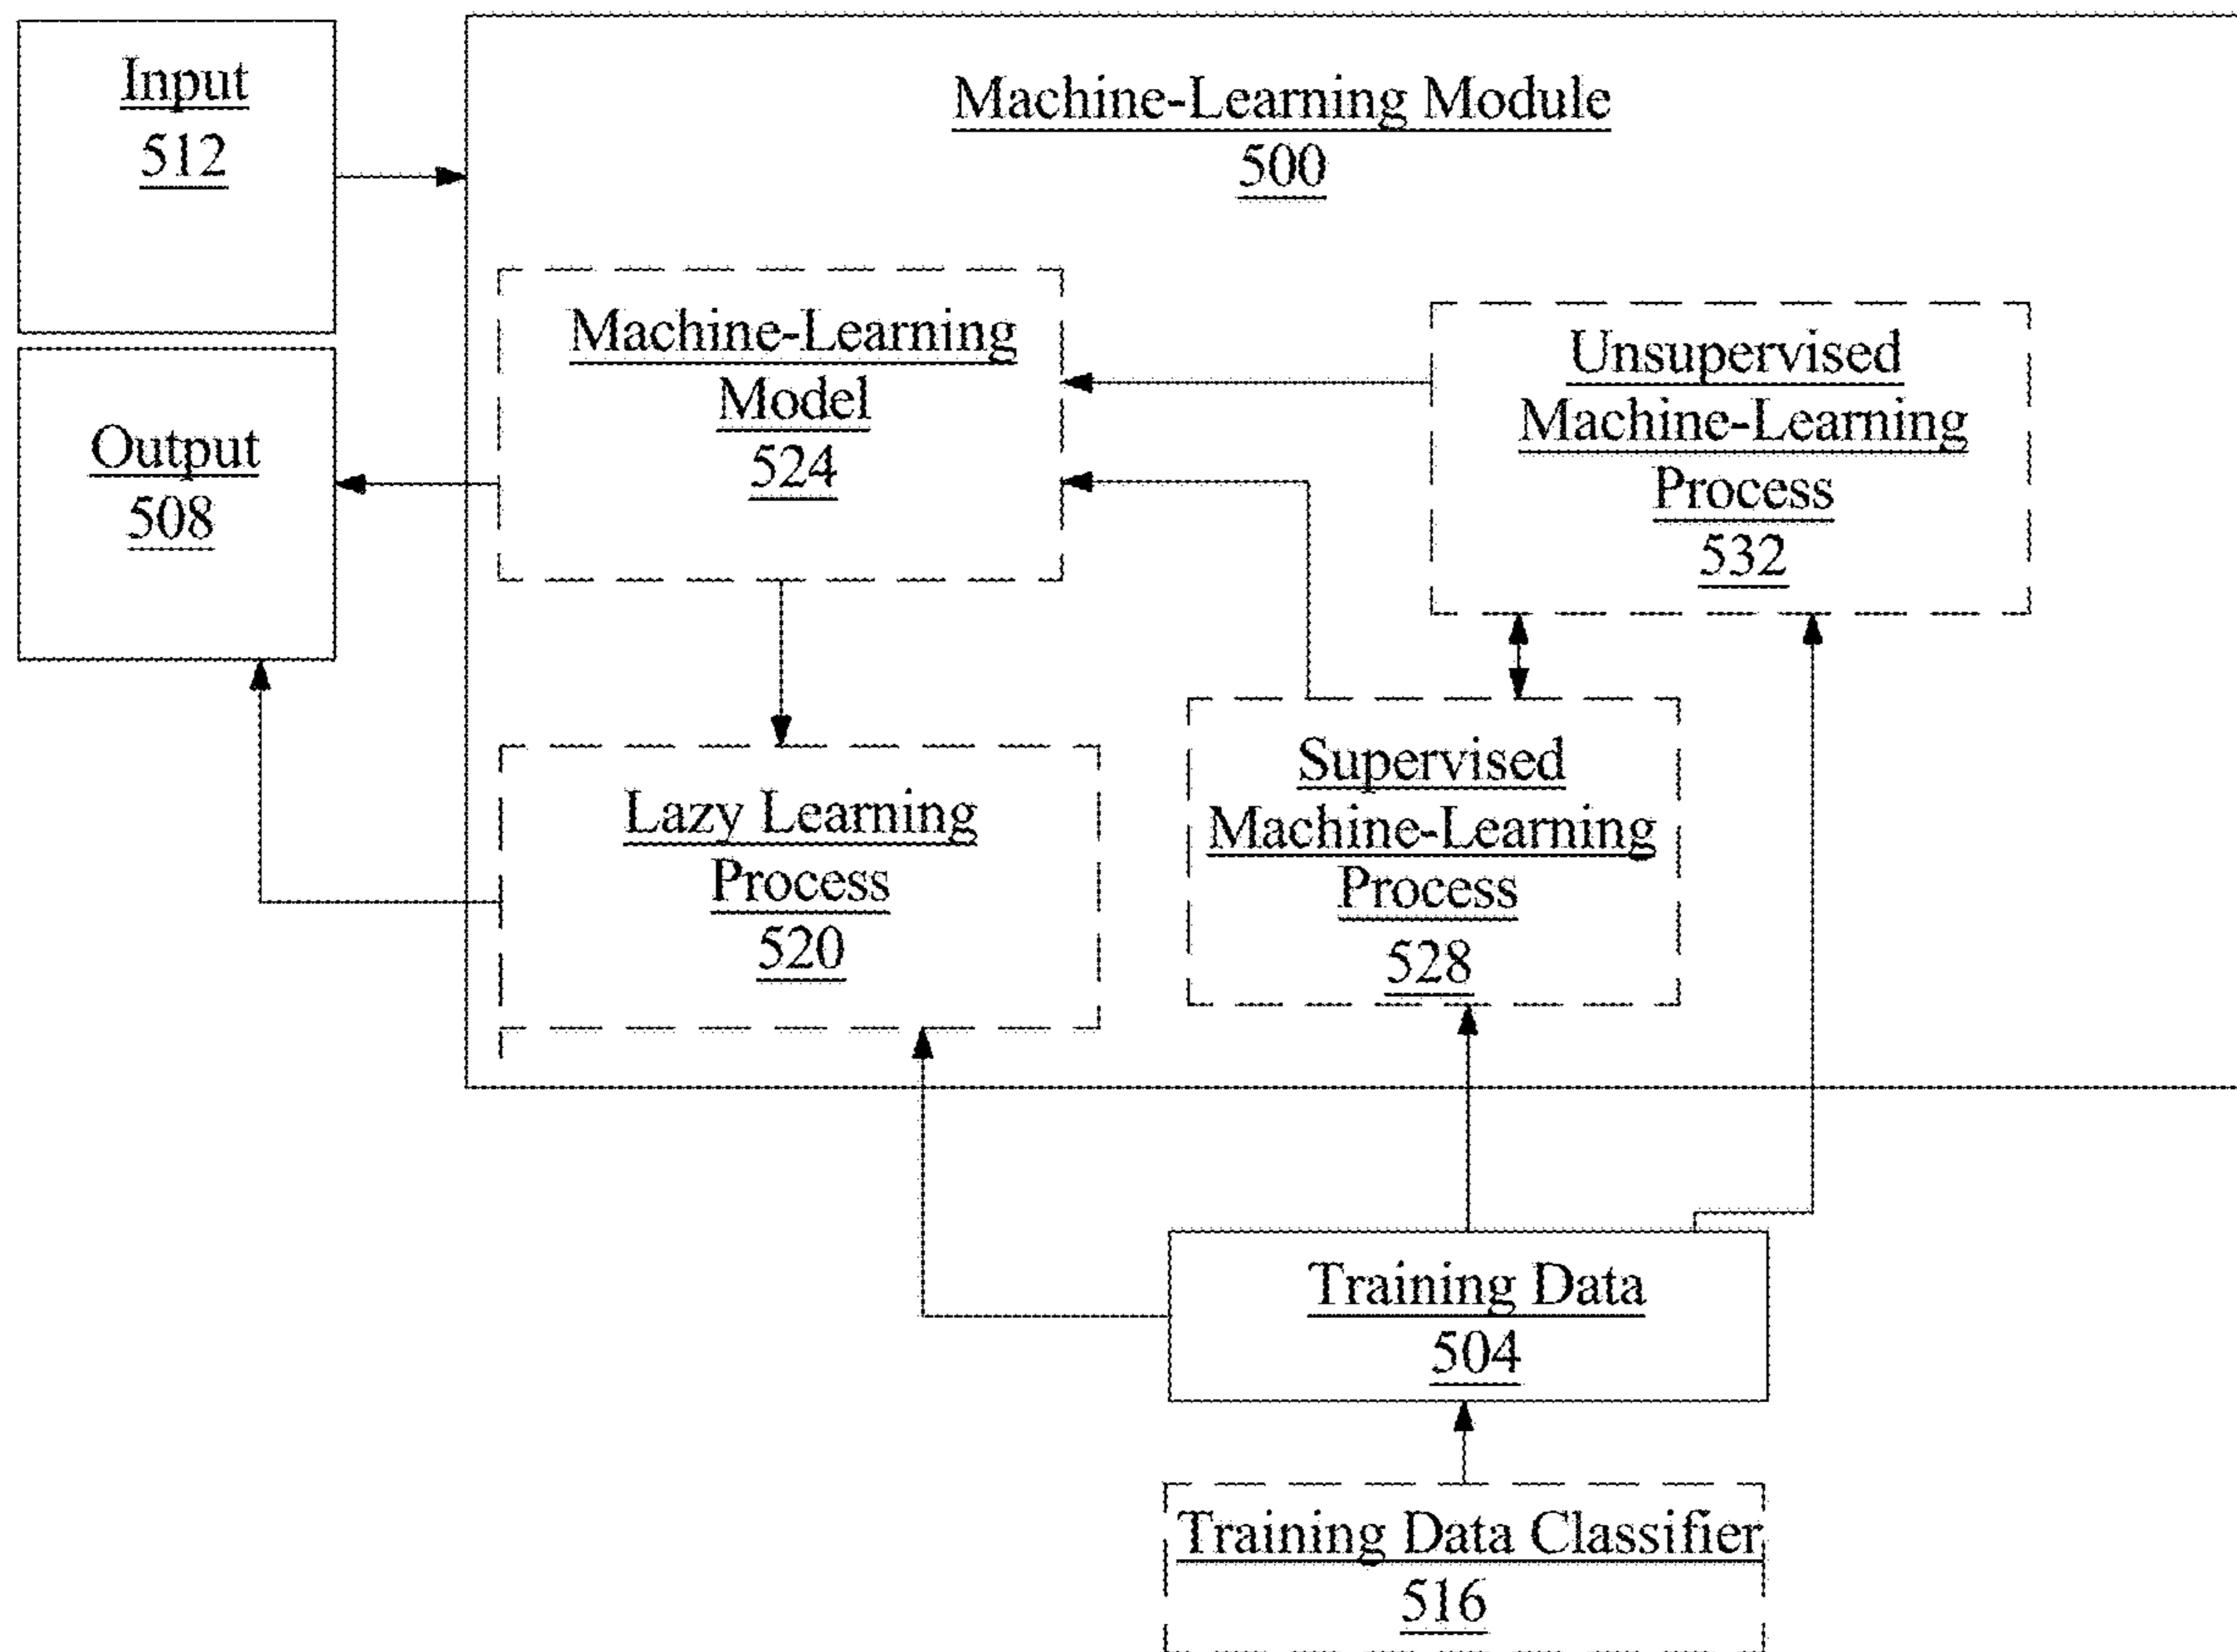 Input
512
Machine-Learning Module
500
Machine-Learning
Model
524
Unsupervised
Machine-Learning
Process
532
Output
508
Lazy Learning
Process
520
Supervised
Machine-Learning
Process
528
Training Data
504
Training Data Classifier
516